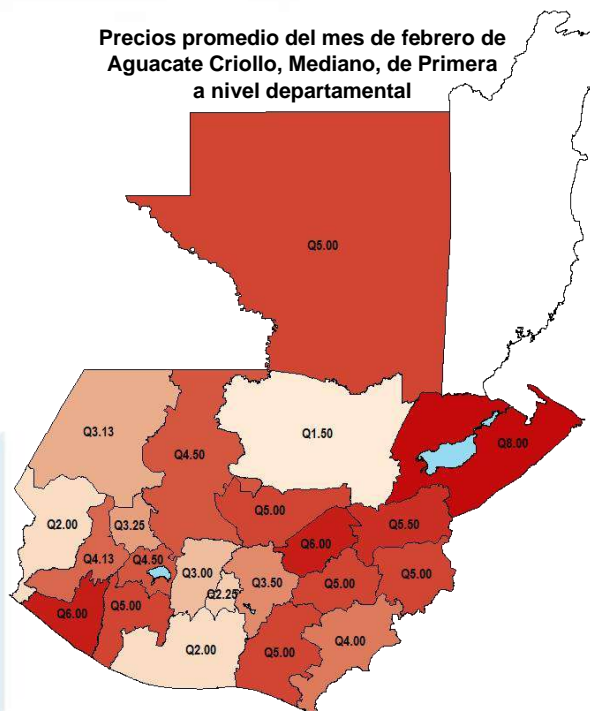 Precios promedio del mes de febrero de
Aguacate Criollo, Mediano, de Primera
a nivel departamental
Q5.00
Q3.13
Q4.50
Q1.50
Q8.00
Q2.00
Q3.25
Q5.00
Q5.50
Q4.13
Q4.50
Q3.00
Q6.00
Q6.00
Q5.00
Q2.25
Q3.50
Q5.00
Q5.00
Q2.00
Q5.00
Q4.00